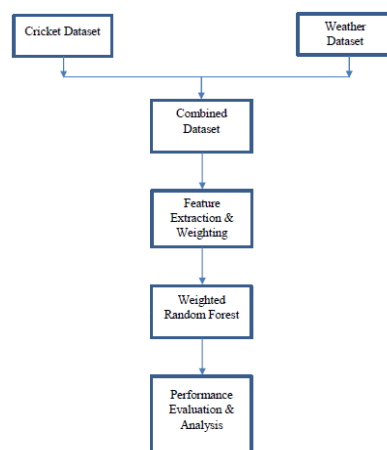 Cricket Dataset
Weather
Dataset
Combined
Dataset
Feature
Extraction &
Weighting
Weighted
Random Forest
Performance
Evaluation &
Analysis